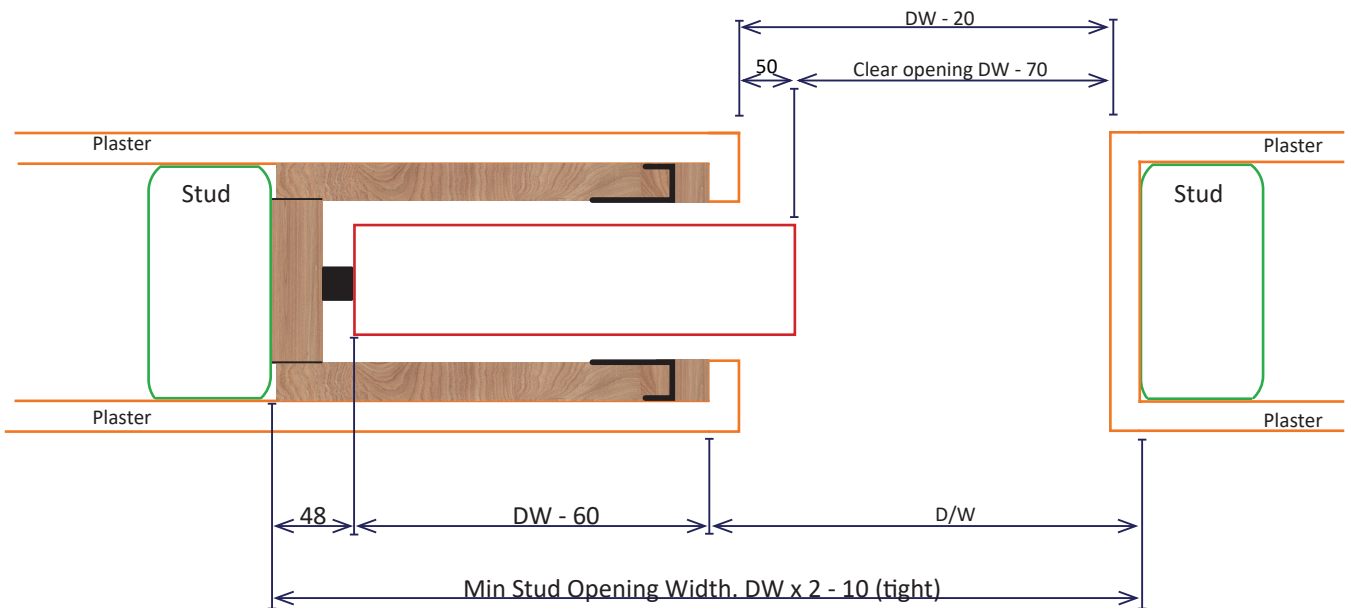 DW - 20
50
Clear opening DW - 70
Plaster
Plaster
Stud
Stud
Plaster
Plaster
48
DW - 60
D/W
Min Stud Opening Width. DW x 2 - 10 (tight)